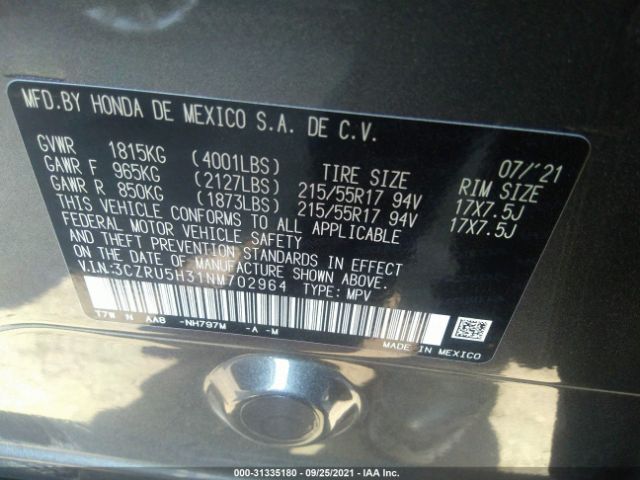 MFD.BY HONDA DE MEXICO S.A. DE C.V.
07/'21
GVWR 1815KG (4001LBS) TIRE SIZE RIM SIZE
GAWR F 965KG (2127LBS) 215/55R17 94V 17X7.5J
GAWR R 850KG (1873LBS) 215/55R17 94V 17X7.5J
THIS VEHICLE CONFORMS TO ALL APPLICABLE
FEDERAL MOTOR VEHICLE SAFETY
AND THEFT PREVENTION STANDARDS IN EFFECT
ON THE DATE OF MANUFACTURE SHOWN ABOVE.
V.I.N:3CZRU5H31NM702964 TYPE: MPV
T7W N AA8 -NH797M -A -M
MADE IN MEXICO
000-31335180 - 09/25/2021 - IAA Inc.